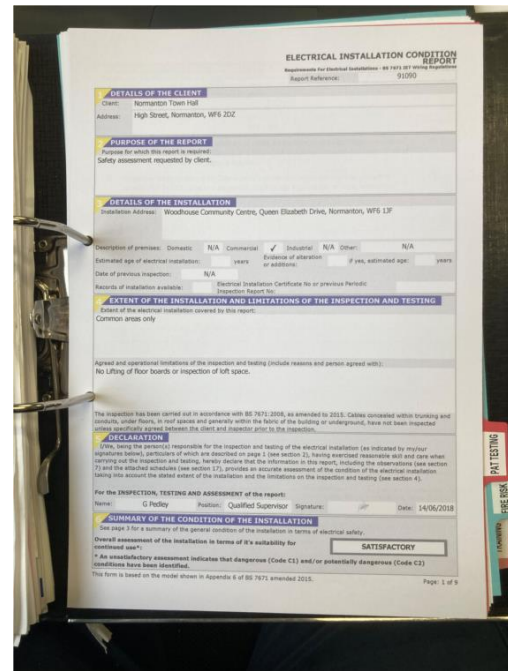 ELECTRICAL INSTALLATION CONDITION
REPORT
Requirements For Electrical Installations - BS 7671 IET Wiring Regulations
Report Reference: 91090
DETAILS OF THE CLIENT
Client: Normanton Town Hall
Address: High Street, Normanton, WF6 2DZ
PURPOSE OF THE REPORT
Purpose for which this report is required:
Safety assessment requested by client.
DETAILS OF THE INSTALLATION
Installation Address: Woodhouse Community Centre, Queen Elizabeth Drive, Normanton, WF6 1JF
Description of premises: Domestic N/A Commercial ✓ Industrial N/A Other: N/A
Estimated age of electrical installation: years Evidence of alteration or additions: if yes, estimated age: years
Date of previous inspection: N/A
Records of installation available: Electrical Installation Certificate No or previous Periodic
Inspection Report No:
4 EXTENT OF THE INSTALLATION AND LIMITATIONS OF THE INSPECTION AND TESTING
Extent of the electrical installation covered by this report:
Common areas only
Agreed and operational limitations of the inspection and testing (include reasons and person agreed with):
No Lifting of floor boards or inspection of loft space.
The inspection has been carried out in accordance with BS 7671:2008, as amended to 2015. Cables concealed within trunking and
conduits, under floors, in roof spaces and generally within the fabric of the building or underground, have not been inspected
unless specifically agreed between the client and inspector prior to the inspection.
5 DECLARATION
I/We, being the person(s) responsible for the inspection and testing of the electrical installation (as indicated by my/our
signatures below), particulars of which are described on page 1 (see section 2), having exercised reasonable skill and care when
carrying out the inspection and testing, hereby declare that the information in this report, including the observations (see section
7) and the attached schedules (see section 17), provides an accurate assessment of the condition of the electrical installation
taking into account the stated extent of the installation and the limitations on the inspection and testing (see section 4).
For the INSPECTION, TESTING AND ASSESSMENT of the report:
Name: G Pedley Position: Qualified Supervisor Signature: Date: 14/06/2018
6 SUMMARY OF THE CONDITION OF THE INSTALLATION
See page 3 for a summary of the general condition of the installation in terms of electrical safety.
Overall assessment of the installation in terms of it's suitability for
continued use*: SATISFACTORY
* An unsatisfactory assessment indicates that dangerous (Code C1) and/or potentially dangerous (Code C2)
conditions have been identified.
This form is based on the model shown in Appendix 6 of BS 7671 amended 2015.
Page: 1 of 9
PAT TESTING
FIRE RISK